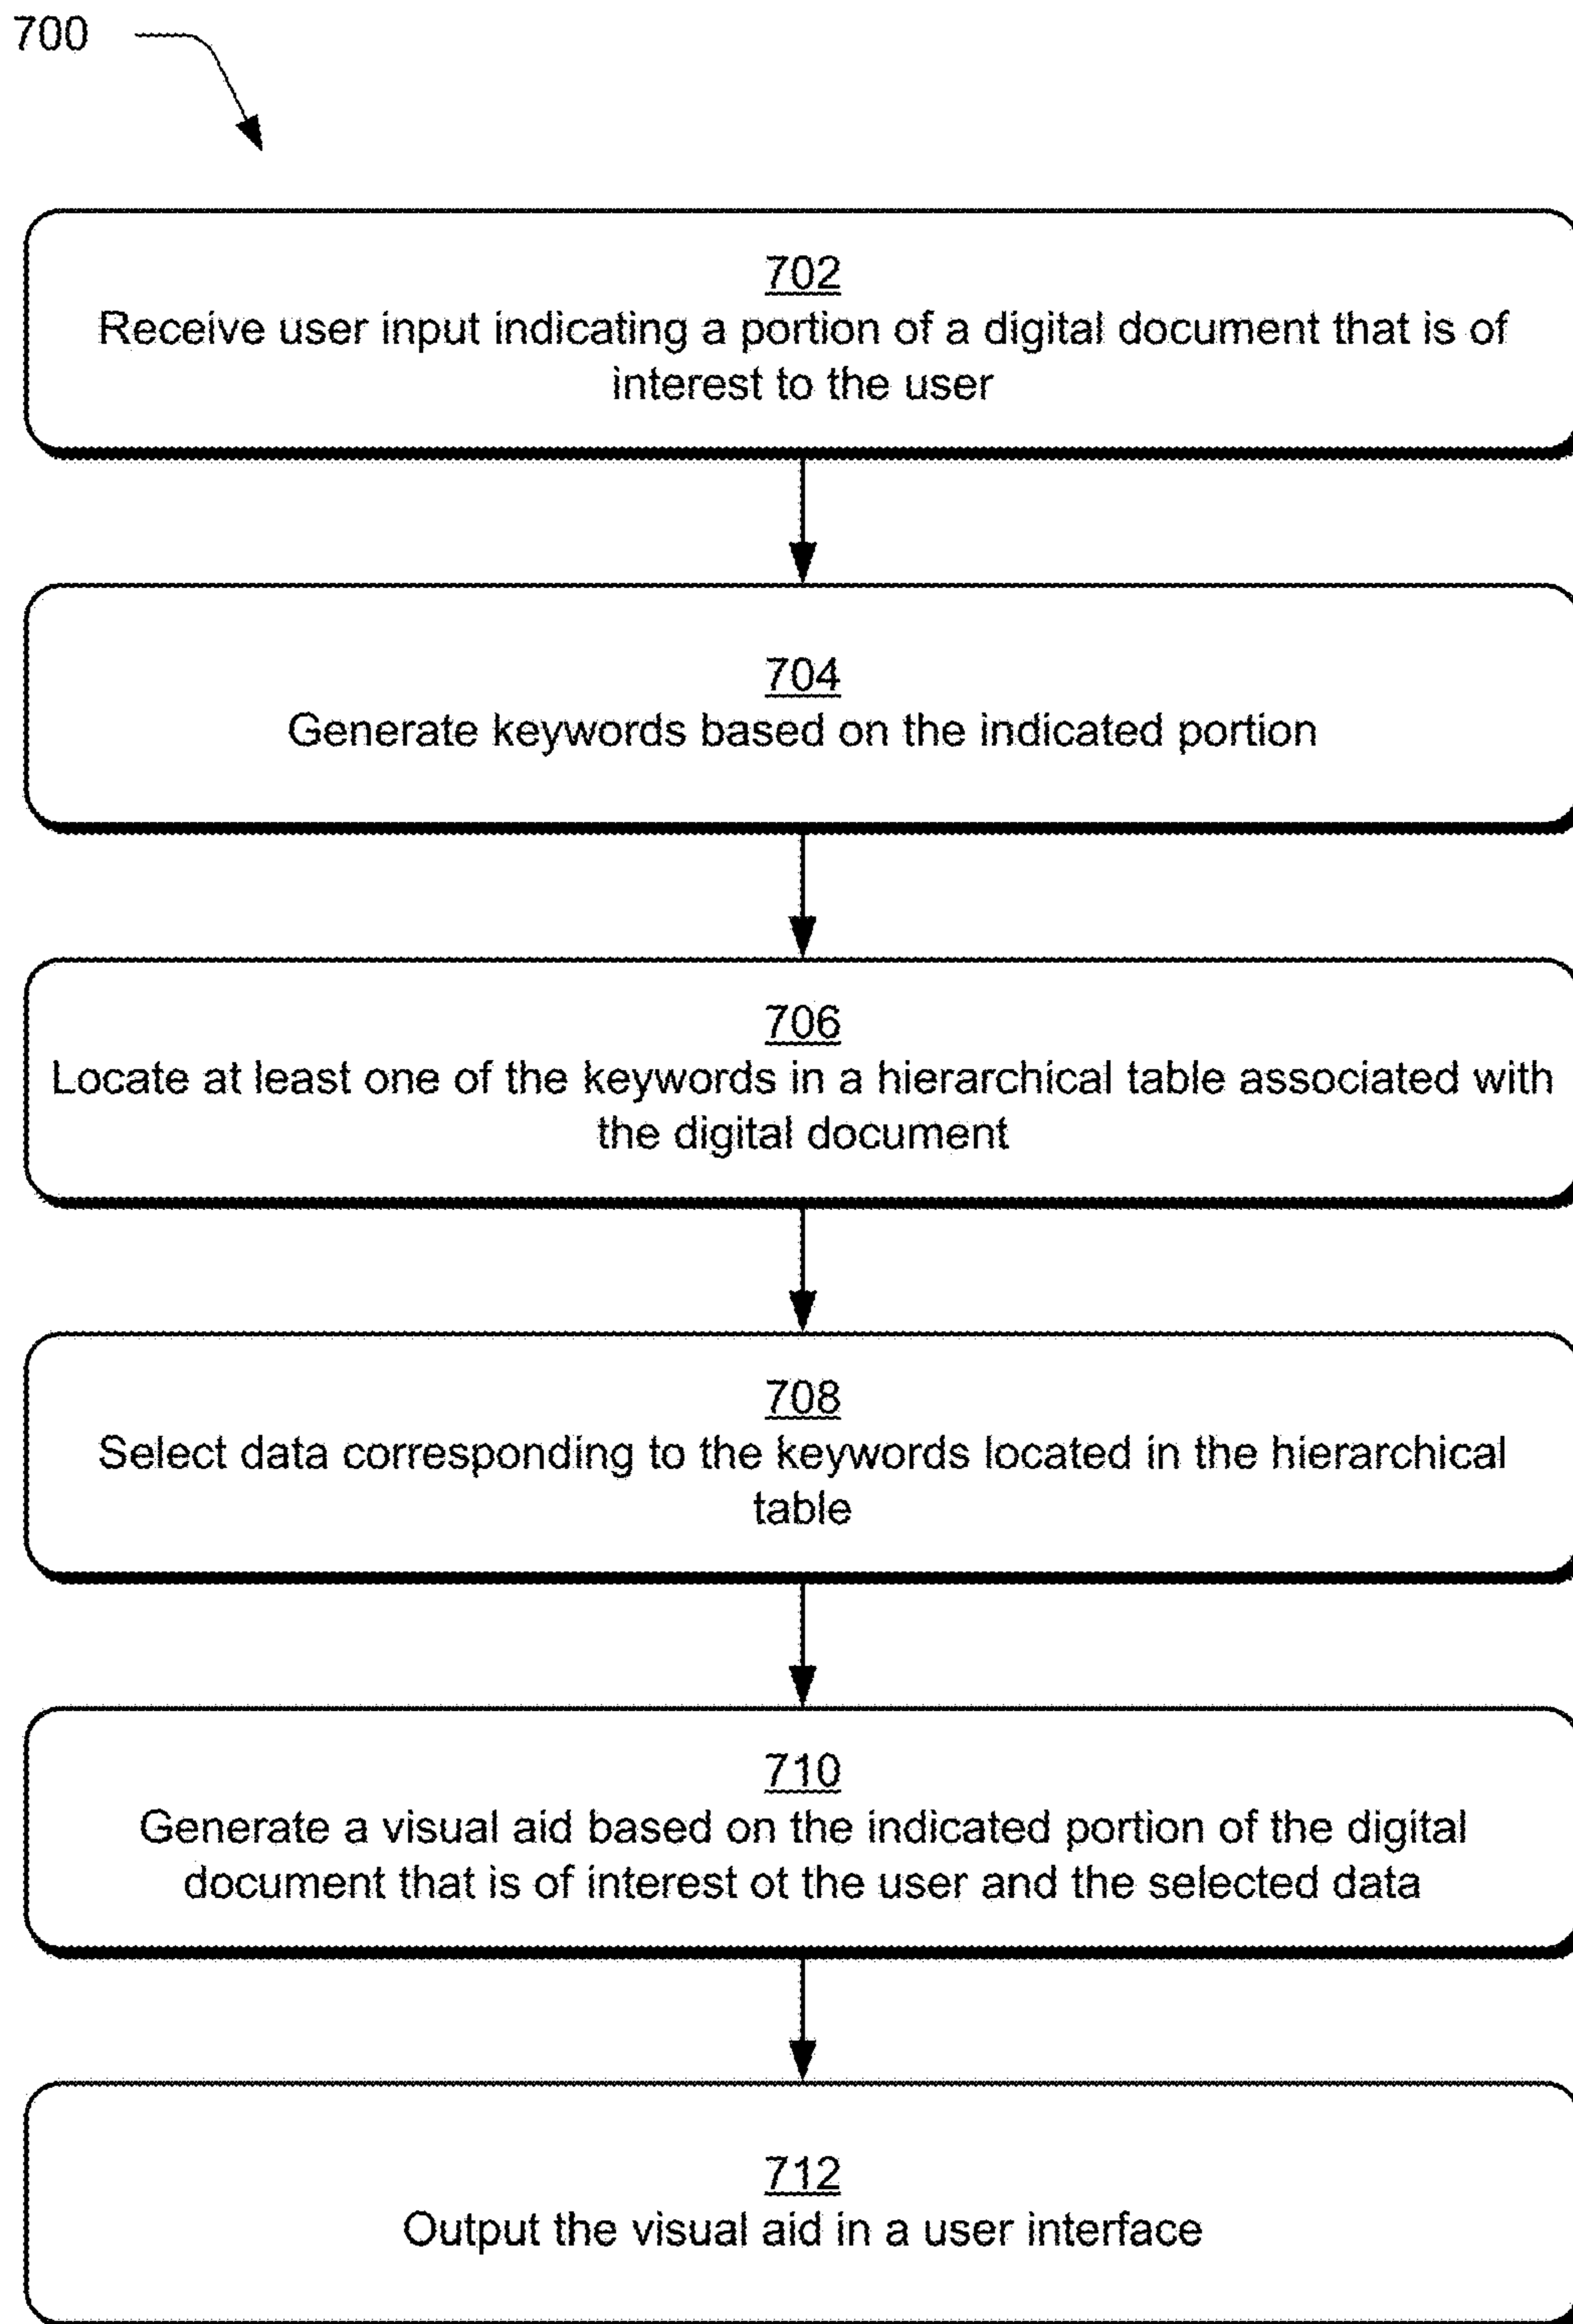 700
702
Receive user input indicating a portion of a digital document that is of
interest to the user
704
Generate keywords based on the indicated portion
706
Locate at least one of the keywords in a hierarchical table associated with
the digital document
708
Select data corresponding to the keywords located in the hierarchical
table
710
Generate a visual aid based on the indicated portion of the digital
document that is of interest ot the user and the selected data
712
Output the visual aid in a user interface